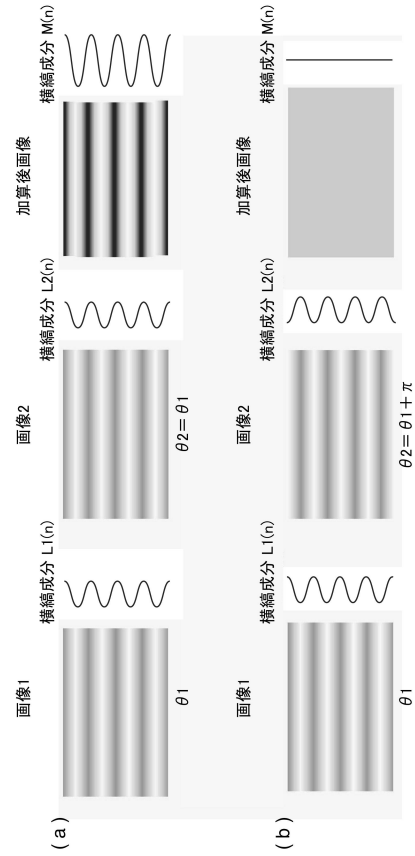 (a)
画像1
横縞成分 L1(n)
画像2
横縞成分 L2(n)
加算後画像
横縞成分 M(n)
θ1
θ2=θ1
(b)
画像1
横縞成分 L1(n)
画像2
横縞成分 L2(n)
加算後画像
横縞成分 M(n)
θ1
θ2=θ1+π